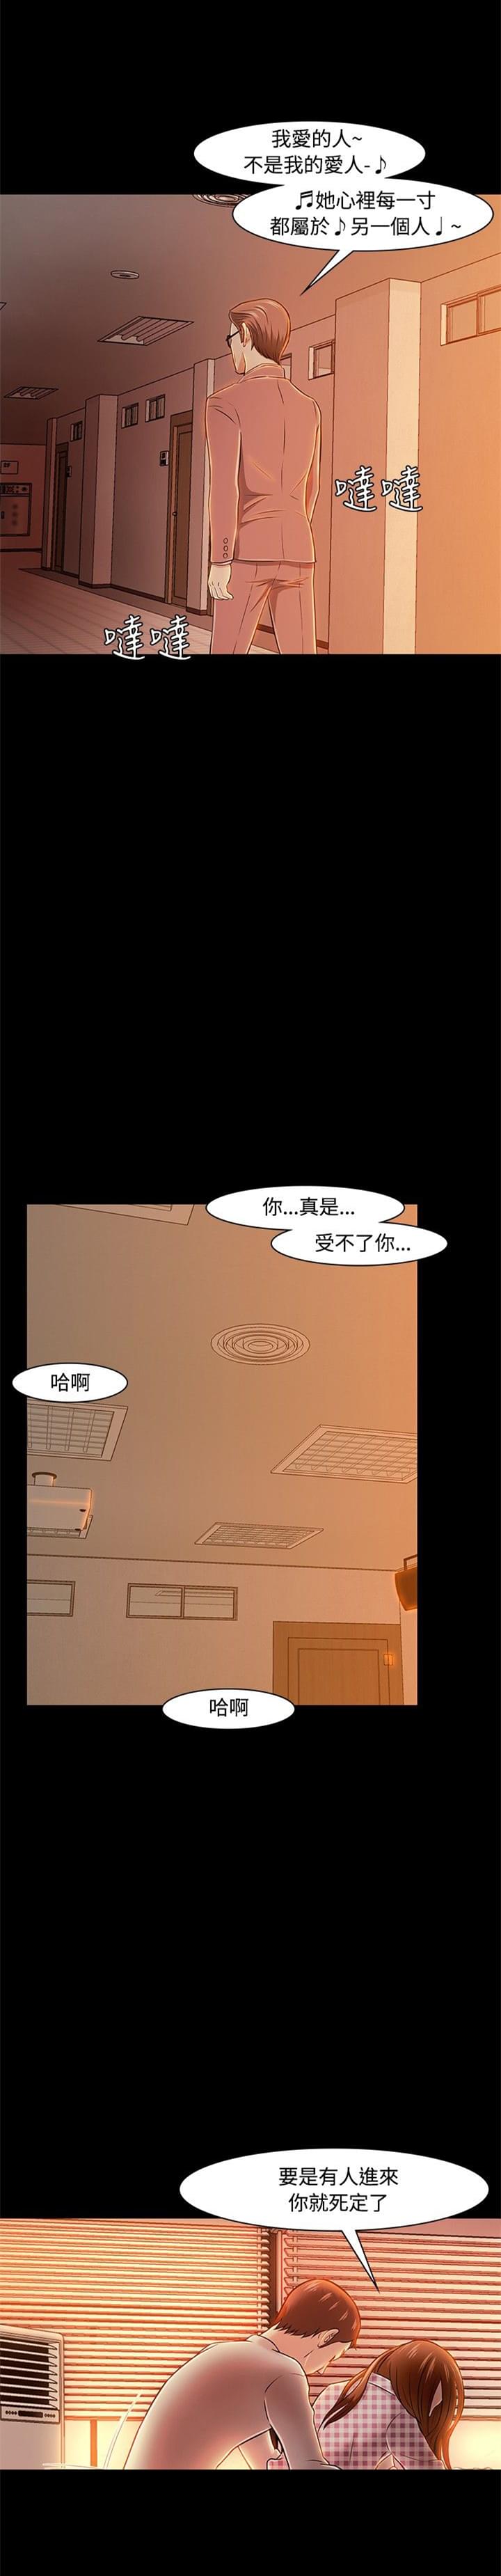 我愛的人~
不是我的愛人-♪
♬她心裡每一寸
都屬於♪另一個人♩~
噠噠
噠噠
你...真是...
受不了你...
哈啊
哈啊
要是有人進來
你就死定了